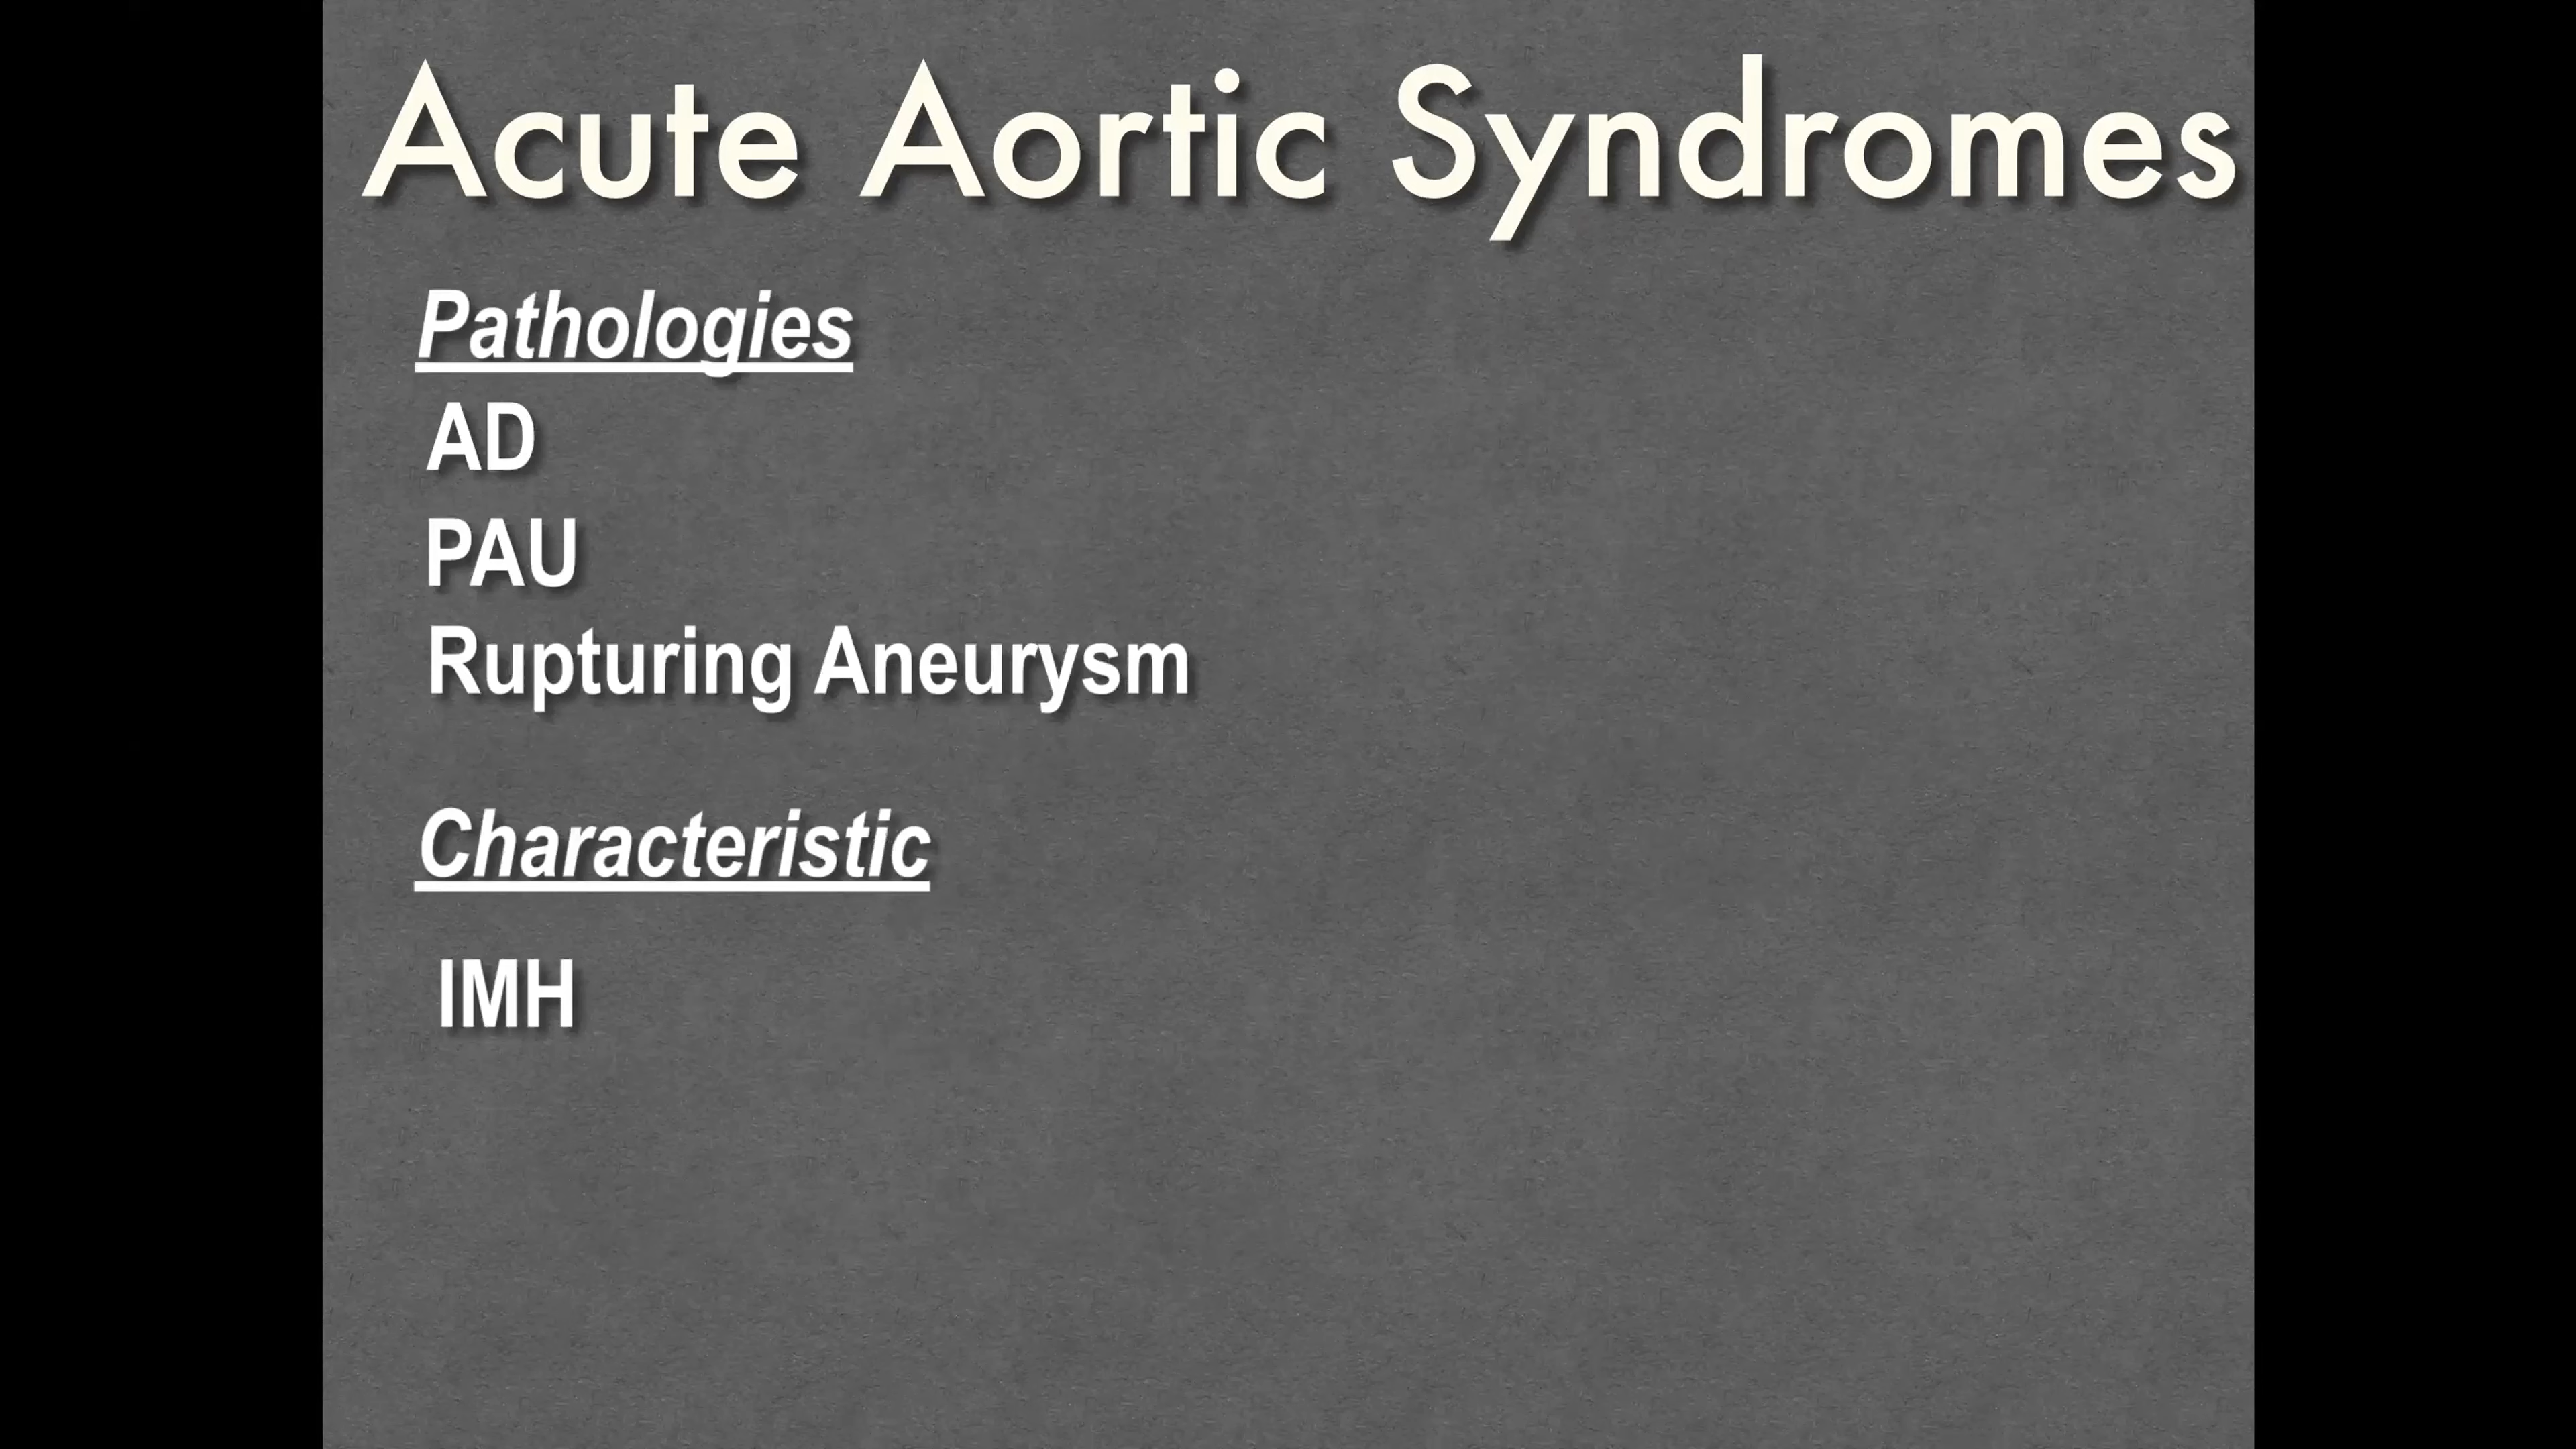 Acute Aortic Syndromes
Pathologies
AD
PAU
Rupturing Aneurysm
Characteristic
IMH